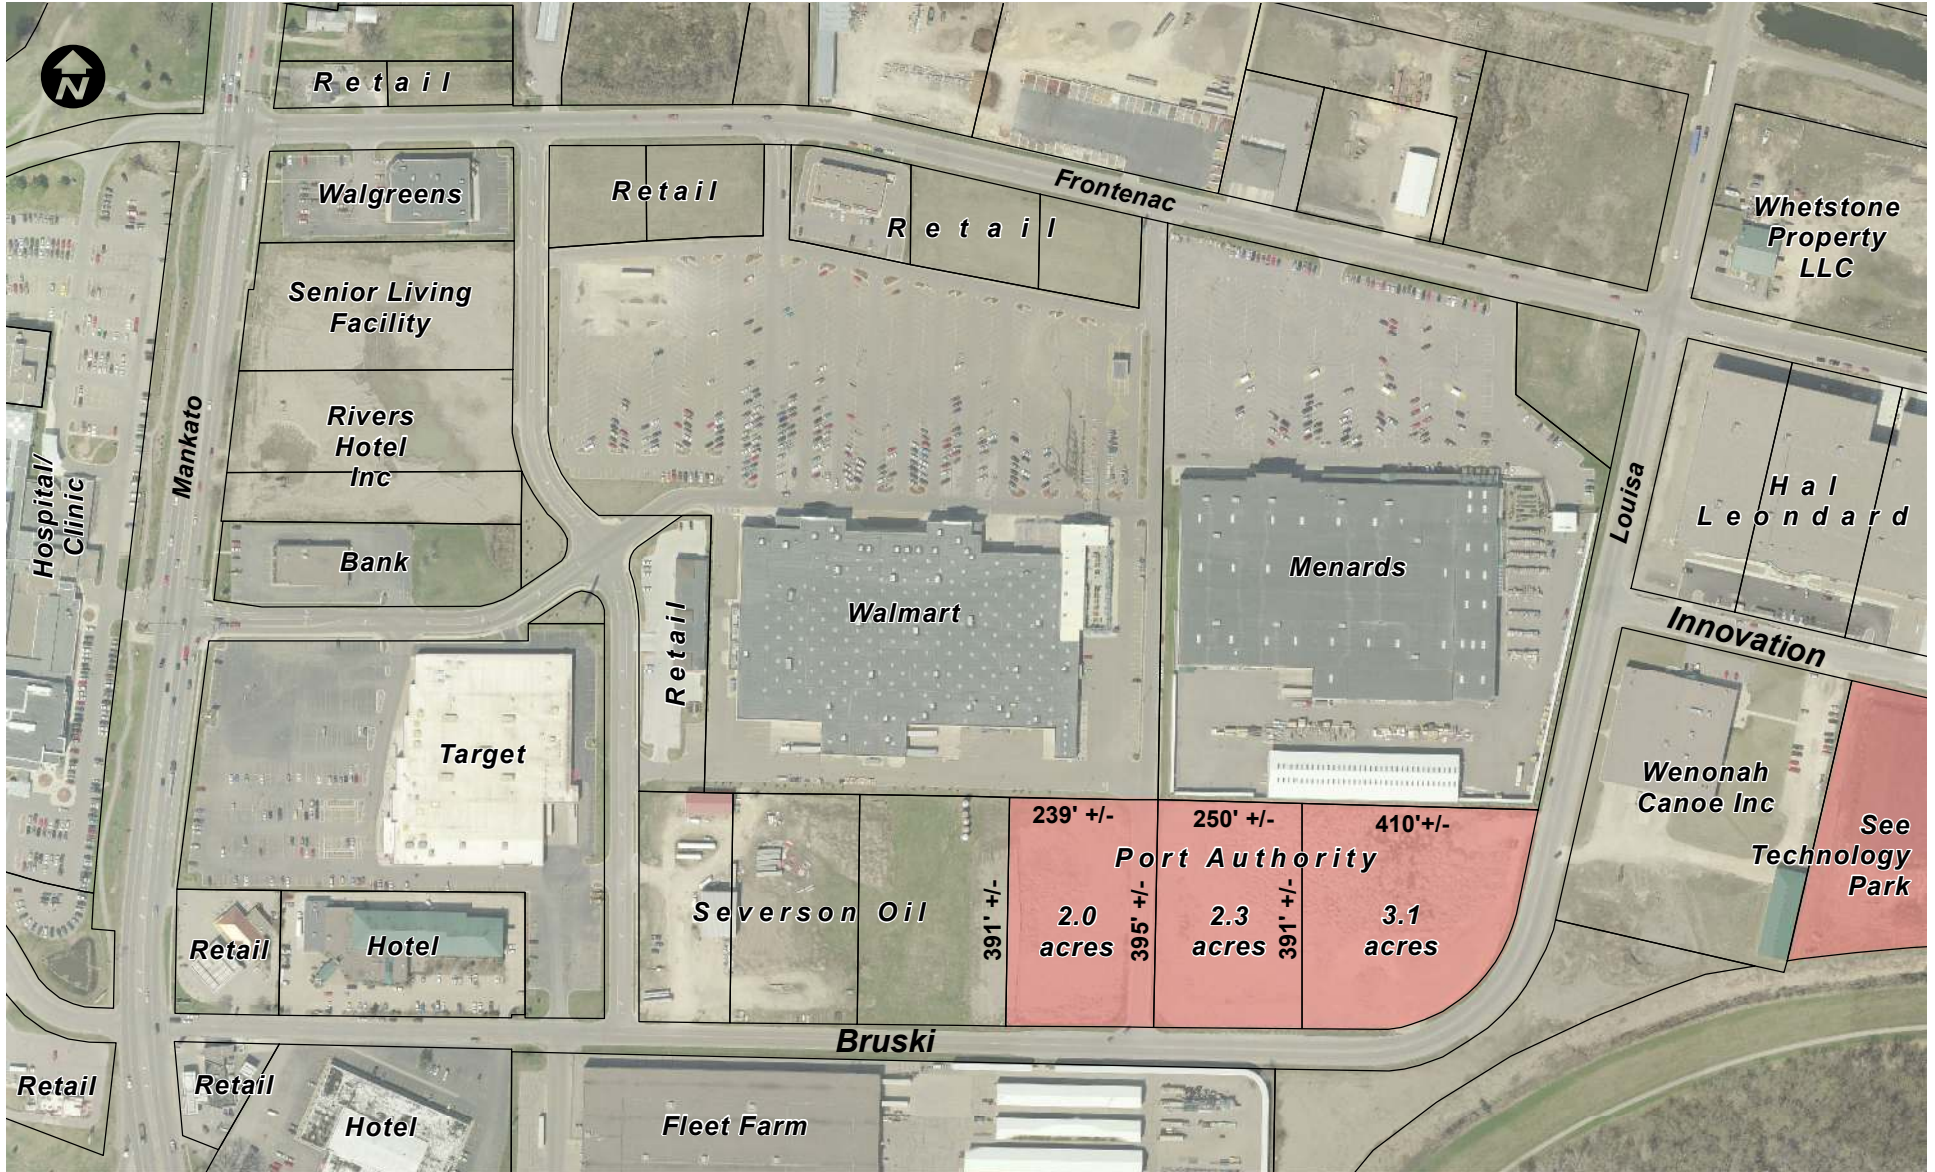 N
Retail
Walgreens
Retail
Retail
Frontenac
Whetstone
Property
LLC
Senior Living
Facility
Mankato
Rivers
Hotel
Inc
Hospital/
Clinic
Bank
Retail
Walmart
Menards
Louisa
Hal
Leondard
Innovation
Target
Wenonah
Canoe Inc
See
Technology
Park
239' +/-
250' +/-
410'+/-
Port Authority
Severson Oil
391' +/-
2.0
acres
395' +/-
2.3
acres
391' +/-
3.1
acres
Retail
Hotel
Bruski
Retail
Retail
Hotel
Fleet Farm